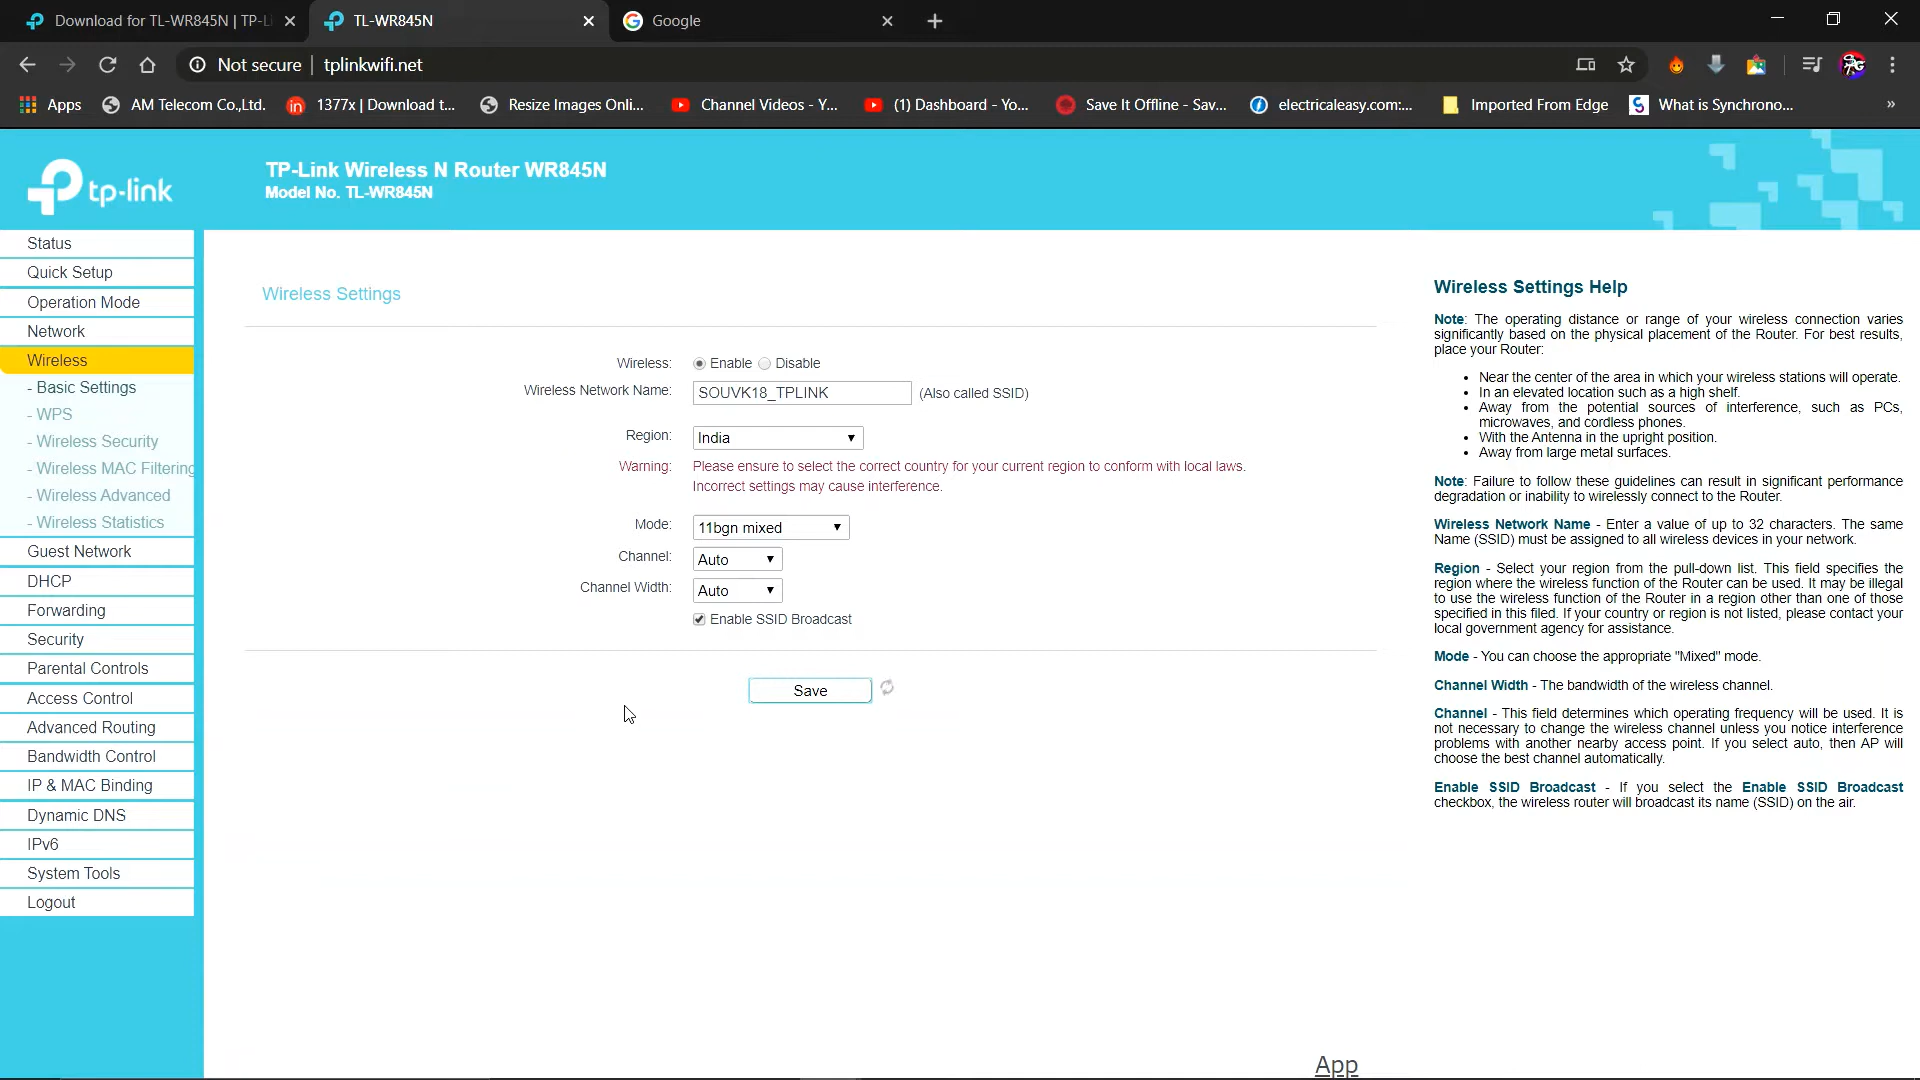 Download for TL-WR845N | TP-Li
TL-WR845N
Google
Not secure
tplinkwifi.net
Apps
AM Telecom Co.,Ltd.
1377x | Download t...
Resize Images Onli...
Channel Videos - Y...
(1) Dashboard - Yo...
Save It Offline - Sav...
electricaleasy.com:...
Imported From Edge
What is Synchrono...
»
tp-link
TP-Link Wireless N Router WR845N
Model No. TL-WR845N
Status
Quick Setup
Operation Mode
Network
Wireless
- Basic Settings
- WPS
- Wireless Security
- Wireless MAC Filtering
- Wireless Advanced
- Wireless Statistics
Guest Network
DHCP
Forwarding
Security
Parental Controls
Access Control
Advanced Routing
Bandwidth Control
IP & MAC Binding
Dynamic DNS
IPv6
System Tools
Logout
Wireless Settings
Wireless: Enable Disable
Wireless Network Name: SOUVK18_TPLINK (Also called SSID)
Region: India
Warning: Please ensure to select the correct country for your current region to conform with local laws.
Incorrect settings may cause interference.
Mode: 11bgn mixed
Channel: Auto
Channel Width: Auto
Enable SSID Broadcast
Save
Wireless Settings Help
Note: The operating distance or range of your wireless connection varies
significantly based on the physical placement of the Router. For best results,
place your Router:
• Near the center of the area in which your wireless stations will operate.
• In an elevated location such as a high shelf.
• Away from the potential sources of interference, such as PCs,
microwaves, and cordless phones.
• With the Antenna in the upright position.
• Away from large metal surfaces.
Note: Failure to follow these guidelines can result in significant performance
degradation or inability to wirelessly connect to the Router.
Wireless Network Name - Enter a value of up to 32 characters. The same
Name (SSID) must be assigned to all wireless devices in your network.
Region - Select your region from the pull-down list. This field specifies the
region where the wireless function of the Router can be used. It may be illegal
to use the wireless function of the Router in a region other than one of those
specified in this filed. If your country or region is not listed, please contact your
local government agency for assistance.
Mode - You can choose the appropriate "Mixed" mode.
Channel Width - The bandwidth of the wireless channel.
Channel - This field determines which operating frequency will be used. It is
not necessary to change the wireless channel unless you notice interference
problems with another nearby access point. If you select auto, then AP will
choose the best channel automatically.
Enable SSID Broadcast - If you select the Enable SSID Broadcast
checkbox, the wireless router will broadcast its name (SSID) on the air.
App